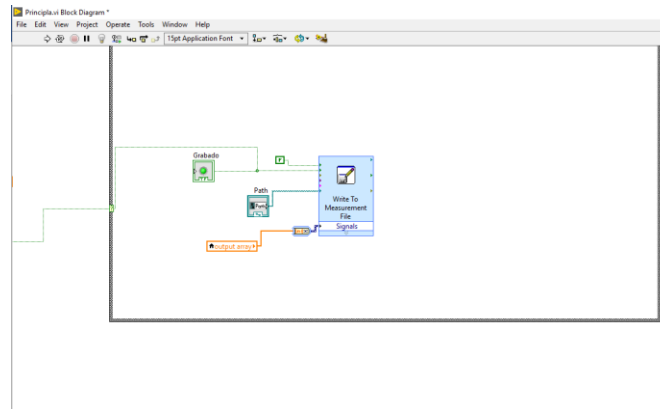 Principla.vi Block Diagram *
File Edit View Project Operate Tools Window Help
15pt Application Font
Grabado
F
Path
Path
Write To
Measurement
File
Signals
output array